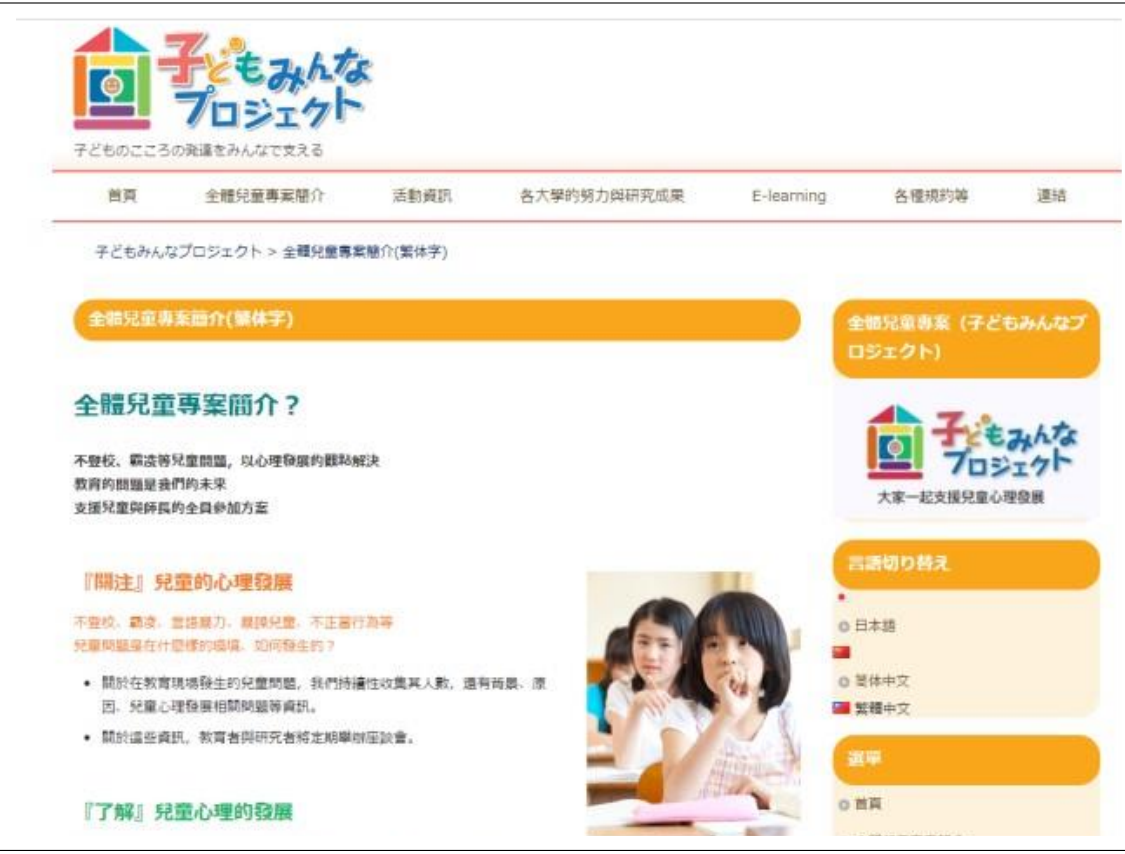 子どもみんな
プロジェクト
子どものこころの発達をみんなで支える
首頁 全體兒童專案簡介 活動資訊 各大學的努力與研究成果 E-learning 各種規約等 連結
子どもみんなプロジェクト > 全體兒童專案簡介(繁体字)
全體兒童專案簡介(繁体字)
全體兒童專案簡介?
不登校、霸凌等兒童問題，以心理發展的觀點解決
教育的問題是我們的未來
支援兒童與師長的全員參加方案
『關注』兒童的心理發展
不登校、霸凌、言語暴力、虐待兒童、不正當行為等
兒童問題是在什麼樣的環境、如何發生的?
• 關於在教育現場發生的兒童問題，我們持續性收集其人數，還有背景、原
因、兒童心理發展相關問題等資訊。
• 關於這些資訊，教育者與研究者將定期舉辦座談會。
『了解』兒童心理的發展
全體兒童專案（子どもみんなプ
ロジェクト）
子どもみんな
プロジェクト
大家一起支援兒童心理發展
言語切り替え
日本語
简体中文
繁體中文
選單
首頁